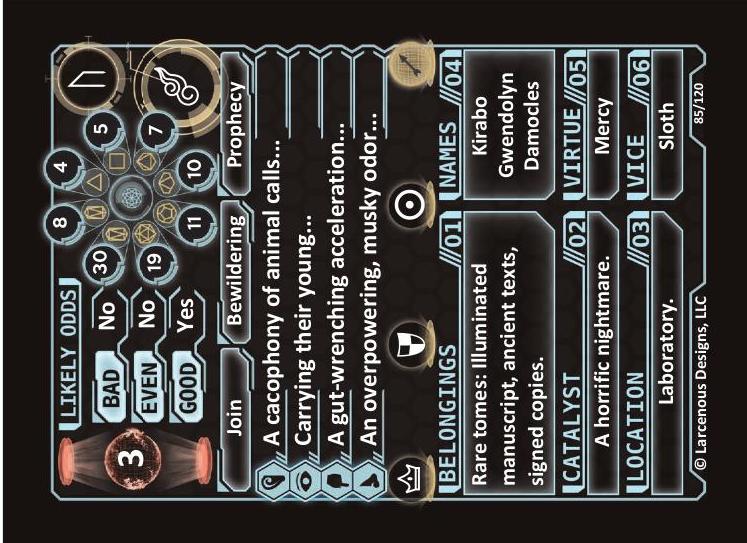 3
LIKELY ODDS
BAD No
EVEN No
GOOD Yes
8
4
5
30
7
19
11
10
Join
Bewildering
Prophecy
A cacophony of animal calls...
Carrying their young...
A gut-wrenching acceleration...
An overpowering, musky odor...
BELONGINGS 01
Rare tomes: Illuminated
manuscript, ancient texts,
signed copies.
NAMES 04
Kirabo
Gwendolyn
Damocles
CATALYST 02
A horrific nightmare.
VIRTUE 05
Mercy
LOCATION 03
Laboratory.
VICE 06
Sloth
© Larcenous Designs, LLC
85/120